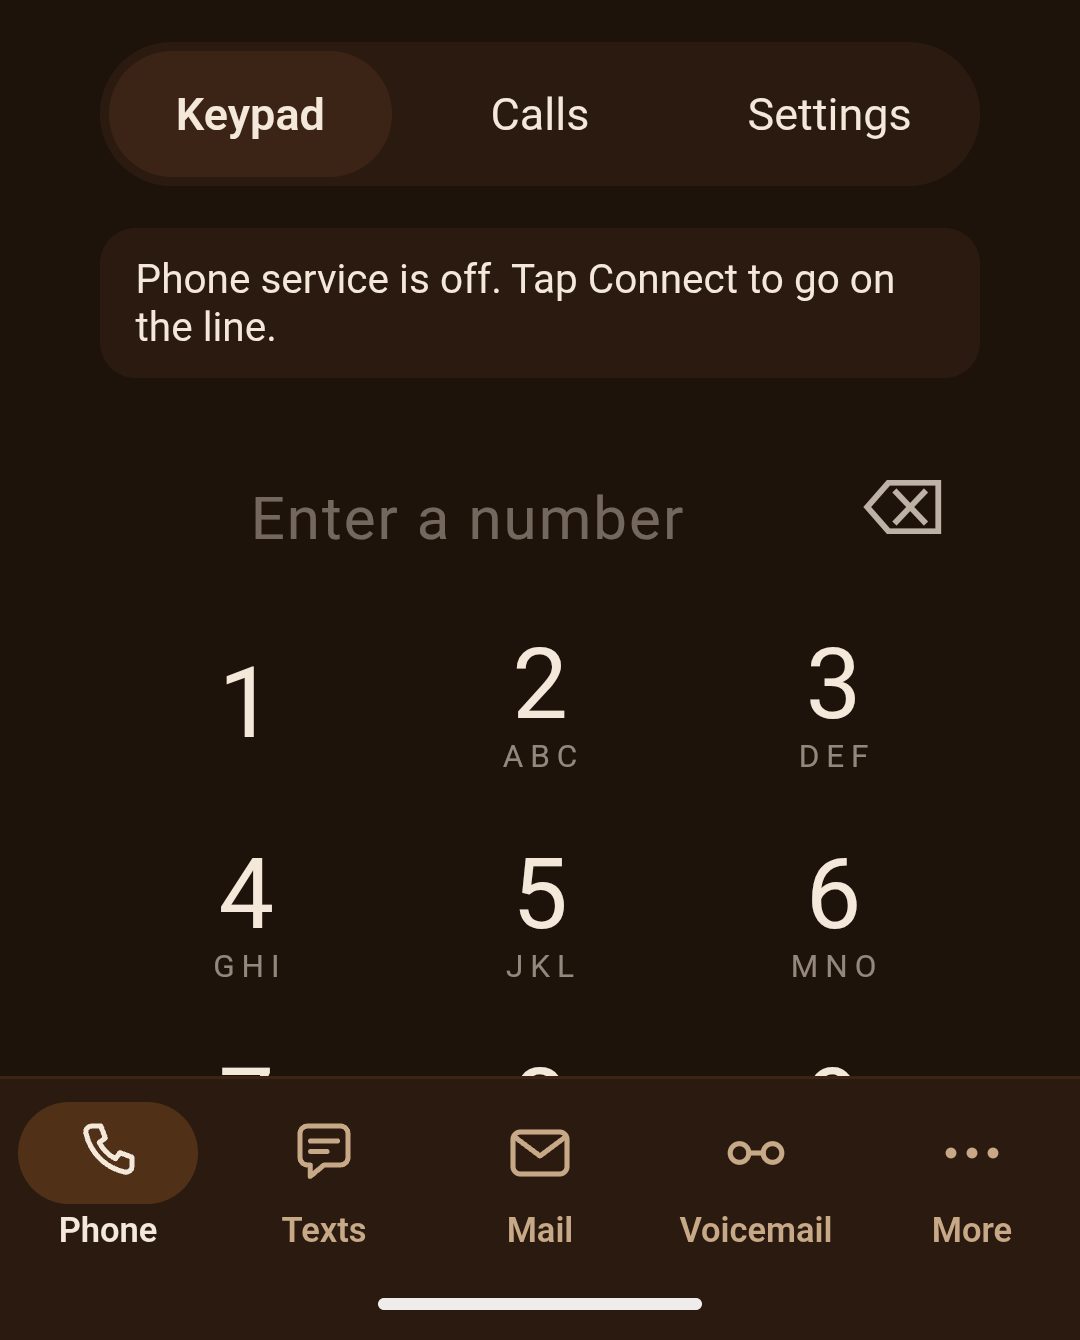 Keypad Calls Settings
Phone service is off. Tap Connect to go on
the line.
Enter a number
1 2 3
ABC DEF
4 5 6
GHI JKL MNO
Phone Texts Mail Voicemail More